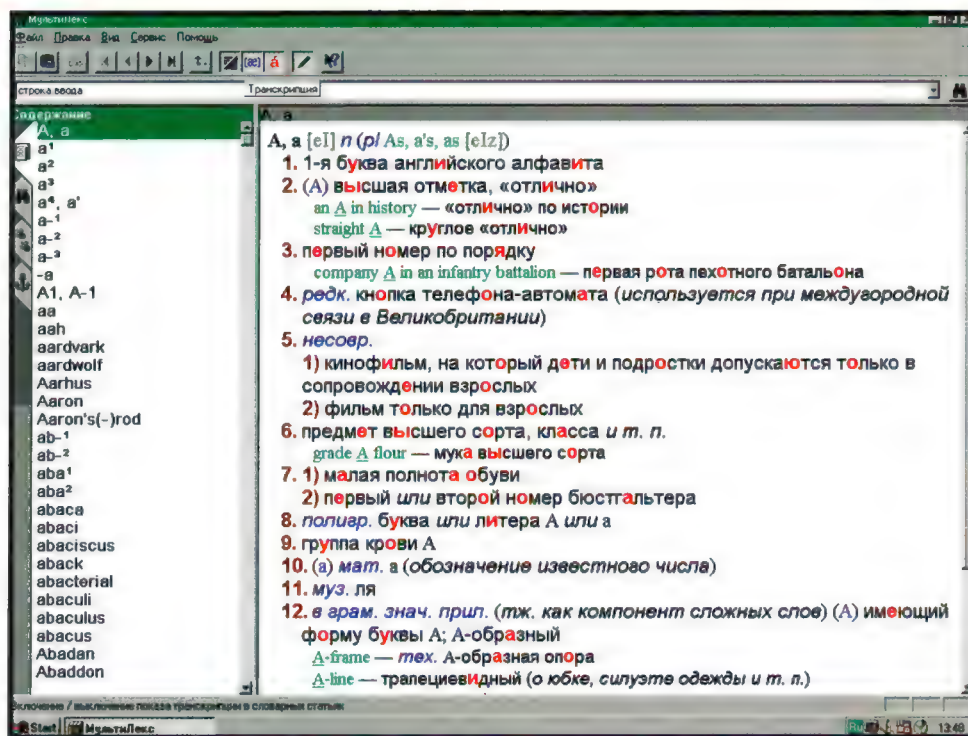 МультиЛекс
Файл Правка Вид Сервис Помощь
[æ] á
строка ввода
Транскрипция
Содержание
A, a
a¹
a²
a³
a⁴, a'
a-¹
a-²
a-³
-a
A1, A-1
aa
aah
aardvark
aardwolf
Aarhus
Aaron
Aaron's(-)rod
ab-¹
ab-²
aba¹
aba²
abaca
abaci
abaciscus
aback
abacterial
abaculi
abaculus
abacus
Abadan
Abaddon
A, a
A, a [eI] n (pl As, a's, as [eIz])
1. 1-я буква английского алфавита
2. (A) высшая отметка, «отлично»
an A in history — «отлично» по истории
straight A — круглое «отлично»
3. первый номер по порядку
company A in an infantry battalion — первая рота пехотного батальона
4. редк. кнопка телефона-автомата (используется при междугородной
связи в Великобритании)
5. несовр.
1) кинофильм, на который дети и подростки допускаются только в
сопровождении взрослых
2) фильм только для взрослых
6. предмет высшего сорта, класса и т. п.
grade A flour — мука высшего сорта
7. 1) малая полнота обуви
2) первый или второй номер бюстгальтера
8. полигр. буква или литера A или a
9. группа крови A
10. (a) мат. a (обозначение известного числа)
11. муз. ля
12. в грам. знач. прил. (тж. как компонент сложных слов) (A) имеющий
форму буквы A; A-образный
A-frame — тех. A-образная опора
A-line — трапециевидный (о юбке, силуэте одежды и т. п.)
Включение / выключение показа транскрипции в словарных статьях
Start МультиЛекс Ru 13:48